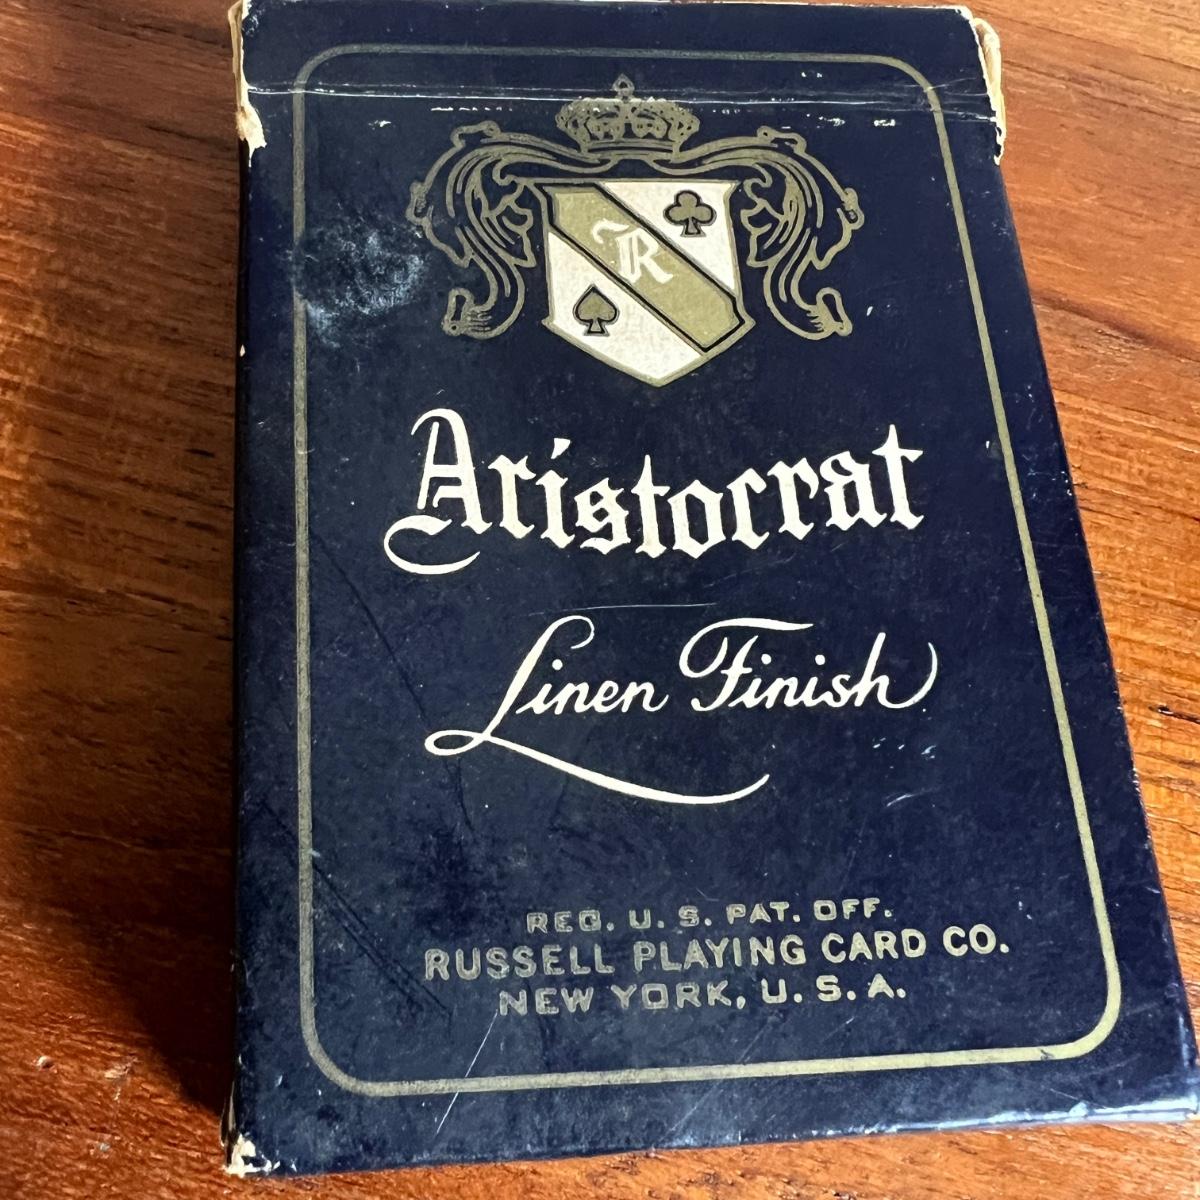 R
Aristocrat
Linen Finish
REG. U. S. PAT. OFF.
RUSSELL PLAYING CARD CO.
NEW YORK, U. S. A.